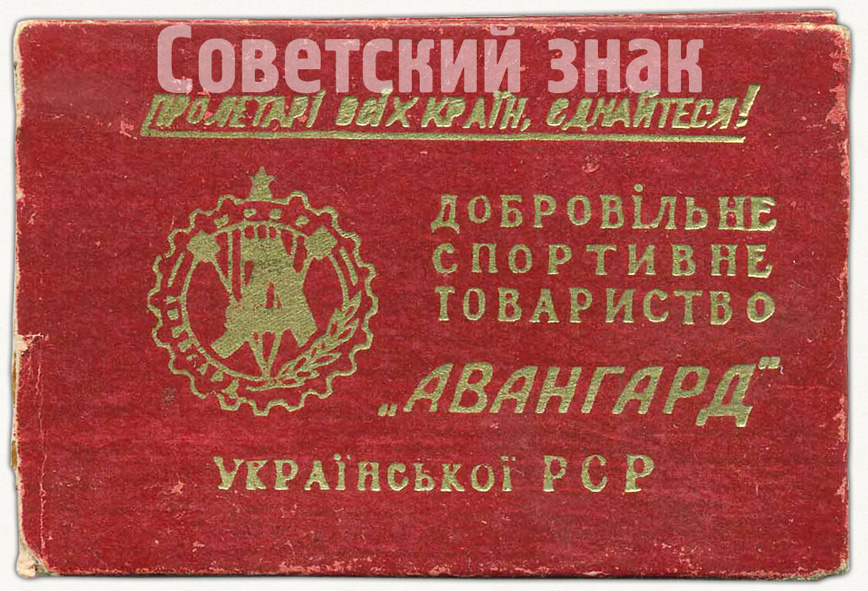 Советский знак
ПРОЛЕТАРІ ВСІХ КРАЇН, ЄДНАЙТЕСЯ!
ДОБРОВІЛЬНЕ
СПОРТИВНЕ
ТОВАРИСТВО
„АВАНГАРД”
УКРАЇНСЬКОЇ РСР